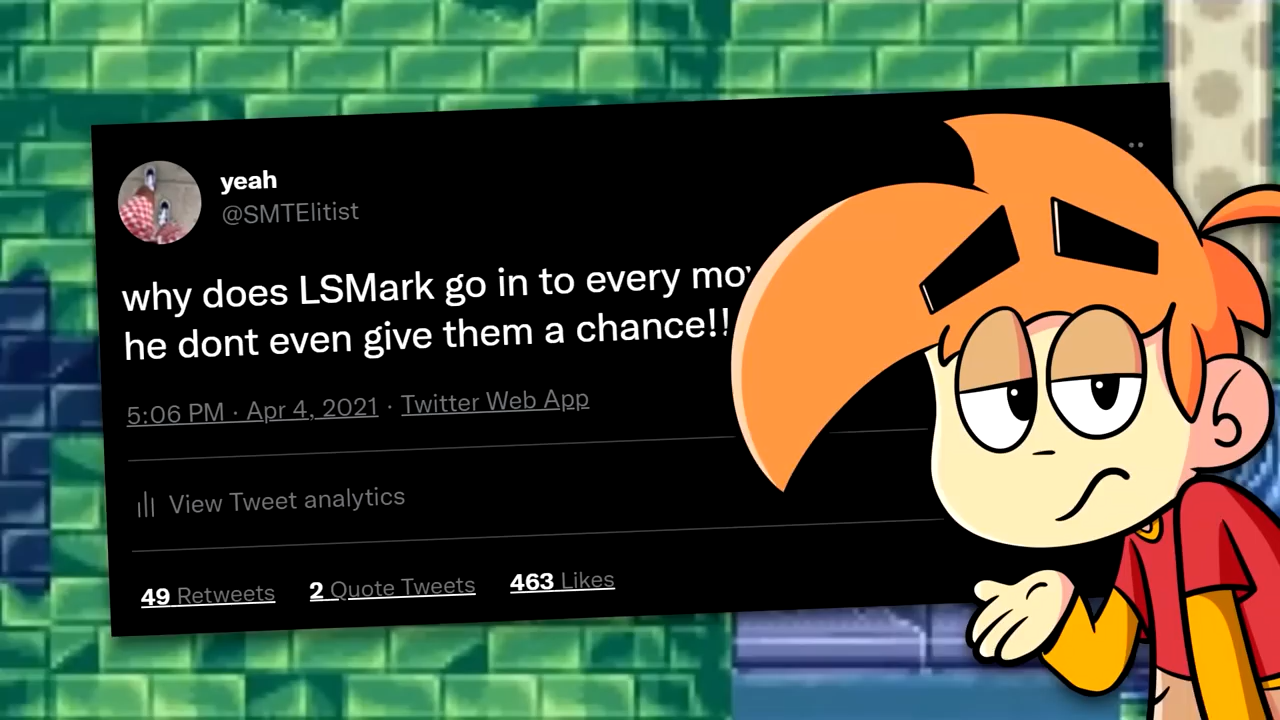 yeah
@SMTElitist
why does LSMark go in to every
he dont even give them a chance!!
5:06 PM · Apr 4, 2021 · Twitter Web App
View Tweet analytics
49 Retweets 2 Quote Tweets 463 Likes